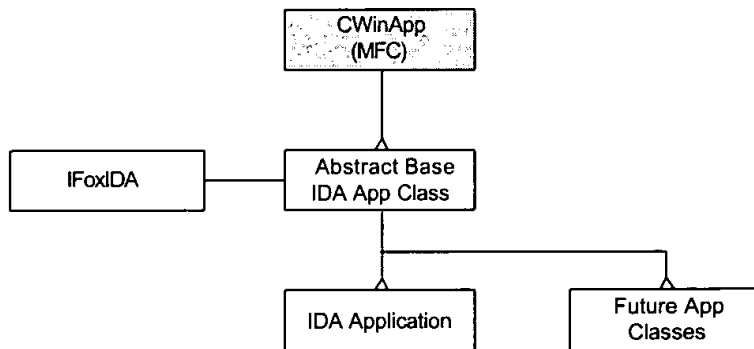 CWinApp
(MFC)
IFoxIDA
Abstract Base
IDA App Class
IDA Application
Future App
Classes